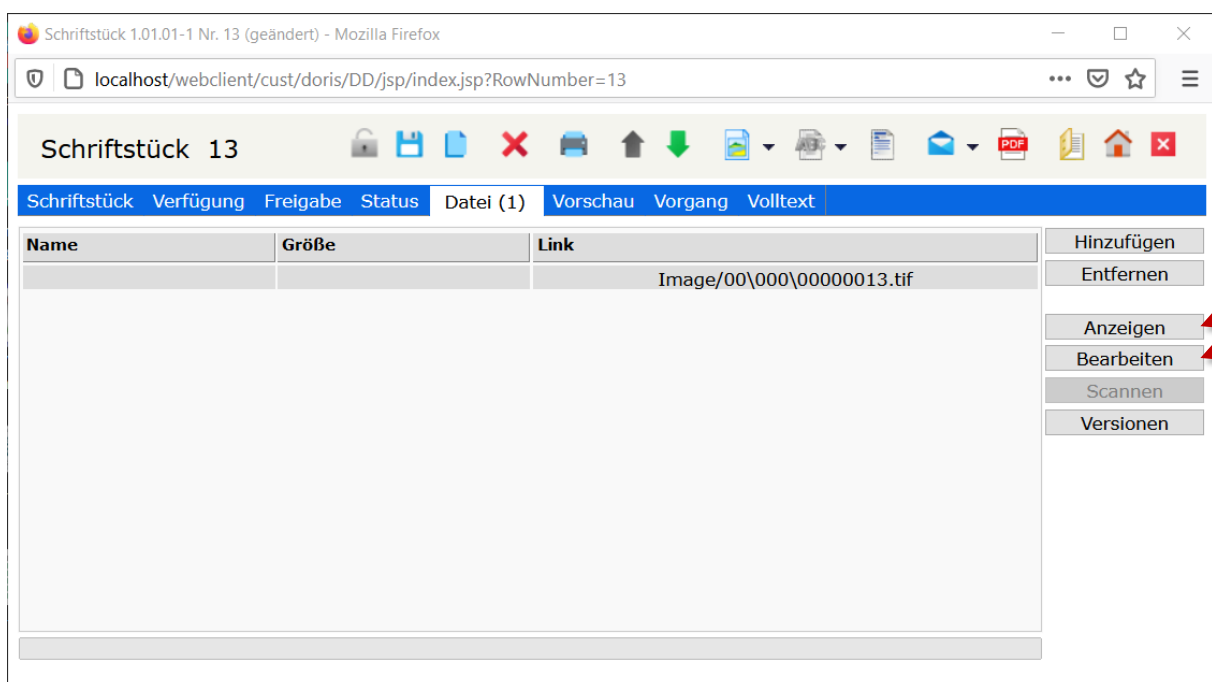 Schriftstück 1.01.01-1 Nr. 13 (geändert) - Mozilla Firefox
localhost/webclient/cust/doris/DD/jsp/index.jsp?RowNumber=13
Schriftstück 13
PDF
Schriftstück Verfügung Freigabe Status Datei (1) Vorschau Vorgang Volltext
Name Größe Link
Image/00\000\00000013.tif
Hinzufügen
Entfernen
Anzeigen
Bearbeiten
Scannen
Versionen